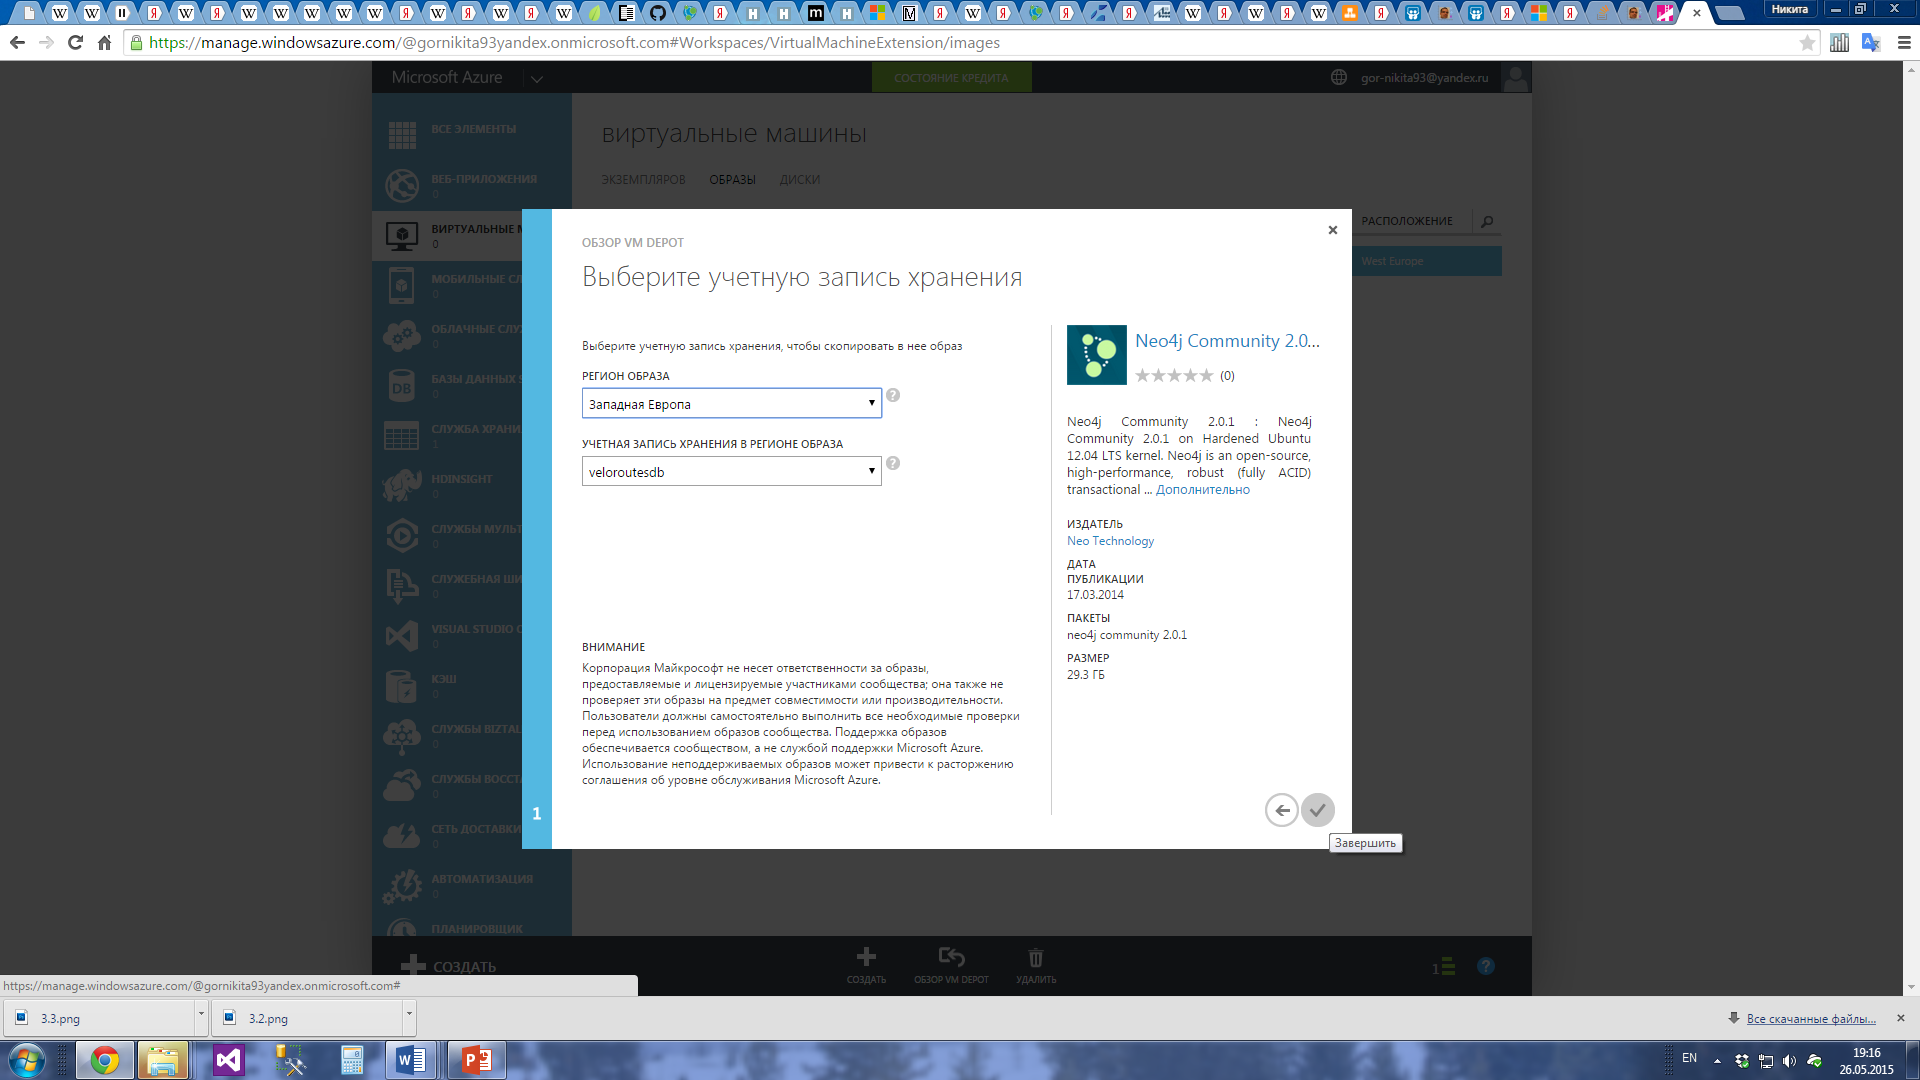 Никита
https://manage.windowsazure.com/@gornikita93yandex.onmicrosoft.com#Workspaces/VirtualMachineExtension/images
Microsoft Azure
СОСТОЯНИЕ КРЕДИТА
gor-nikita93@yandex.ru
ВСЕ ЭЛЕМЕНТЫ
ВЕБ-ПРИЛОЖЕНИЯ
0
ВИРТУАЛЬНЫЕ М
0
МОБИЛЬНЫЕ СЛ
0
ОБЛАЧНЫЕ СЛУ
0
БАЗЫ ДАННЫХ S
0
СЛУЖБА ХРАНИ
1
HDINSIGHT
0
СЛУЖБЫ МУЛЬТ
0
СЛУЖЕБНАЯ ШИ
0
VISUAL STUDIO O
0
КЭШ
0
СЛУЖБЫ BIZTAL
0
СЛУЖБЫ ВОССТА
0
СЕТЬ ДОСТАВКИ
0
АВТОМАТИЗАЦИЯ
0
ПЛАНИРОВЩИК
виртуальные машины
ЭКЗЕМПЛЯРОВ ОБРАЗЫ ДИСКИ
РАСПОЛОЖЕНИЕ
West Europe
ОБЗОР VM DEPOT
Выберите учетную запись хранения
Выберите учетную запись хранения, чтобы скопировать в нее образ
РЕГИОН ОБРАЗА
Западная Европа
УЧЕТНАЯ ЗАПИСЬ ХРАНЕНИЯ В РЕГИОНЕ ОБРАЗА
veloroutesdb
ВНИМАНИЕ
Корпорация Майкрософт не несет ответственности за образы,
предоставляемые и лицензируемые участниками сообщества; она также не
проверяет эти образы на предмет совместимости или производительности.
Пользователи должны самостоятельно выполнить все необходимые проверки
перед использованием образов сообщества. Поддержка образов
обеспечивается сообществом, а не службой поддержки Microsoft Azure.
Использование неподдерживаемых образов может привести к расторжению
соглашения об уровне обслуживания Microsoft Azure.
1
Neo4j Community 2.0...
(0)
Neo4j Community 2.0.1 : Neo4j
Community 2.0.1 on Hardened Ubuntu
12.04 LTS kernel. Neo4j is an open-source,
high-performance, robust (fully ACID)
transactional ... Дополнительно
ИЗДАТЕЛЬ
Neo Technology
ДАТА
ПУБЛИКАЦИИ
17.03.2014
ПАКЕТЫ
neo4j community 2.0.1
РАЗМЕР
29.3 ГБ
Завершить
СОЗДАТЬ
СОЗДАТЬ
ОБЗОР VM DEPOT
УДАЛИТЬ
1
https://manage.windowsazure.com/@gornikita93yandex.onmicrosoft.com#
3.3.png
3.2.png
Все скачанные файлы...
EN
19:16
26.05.2015